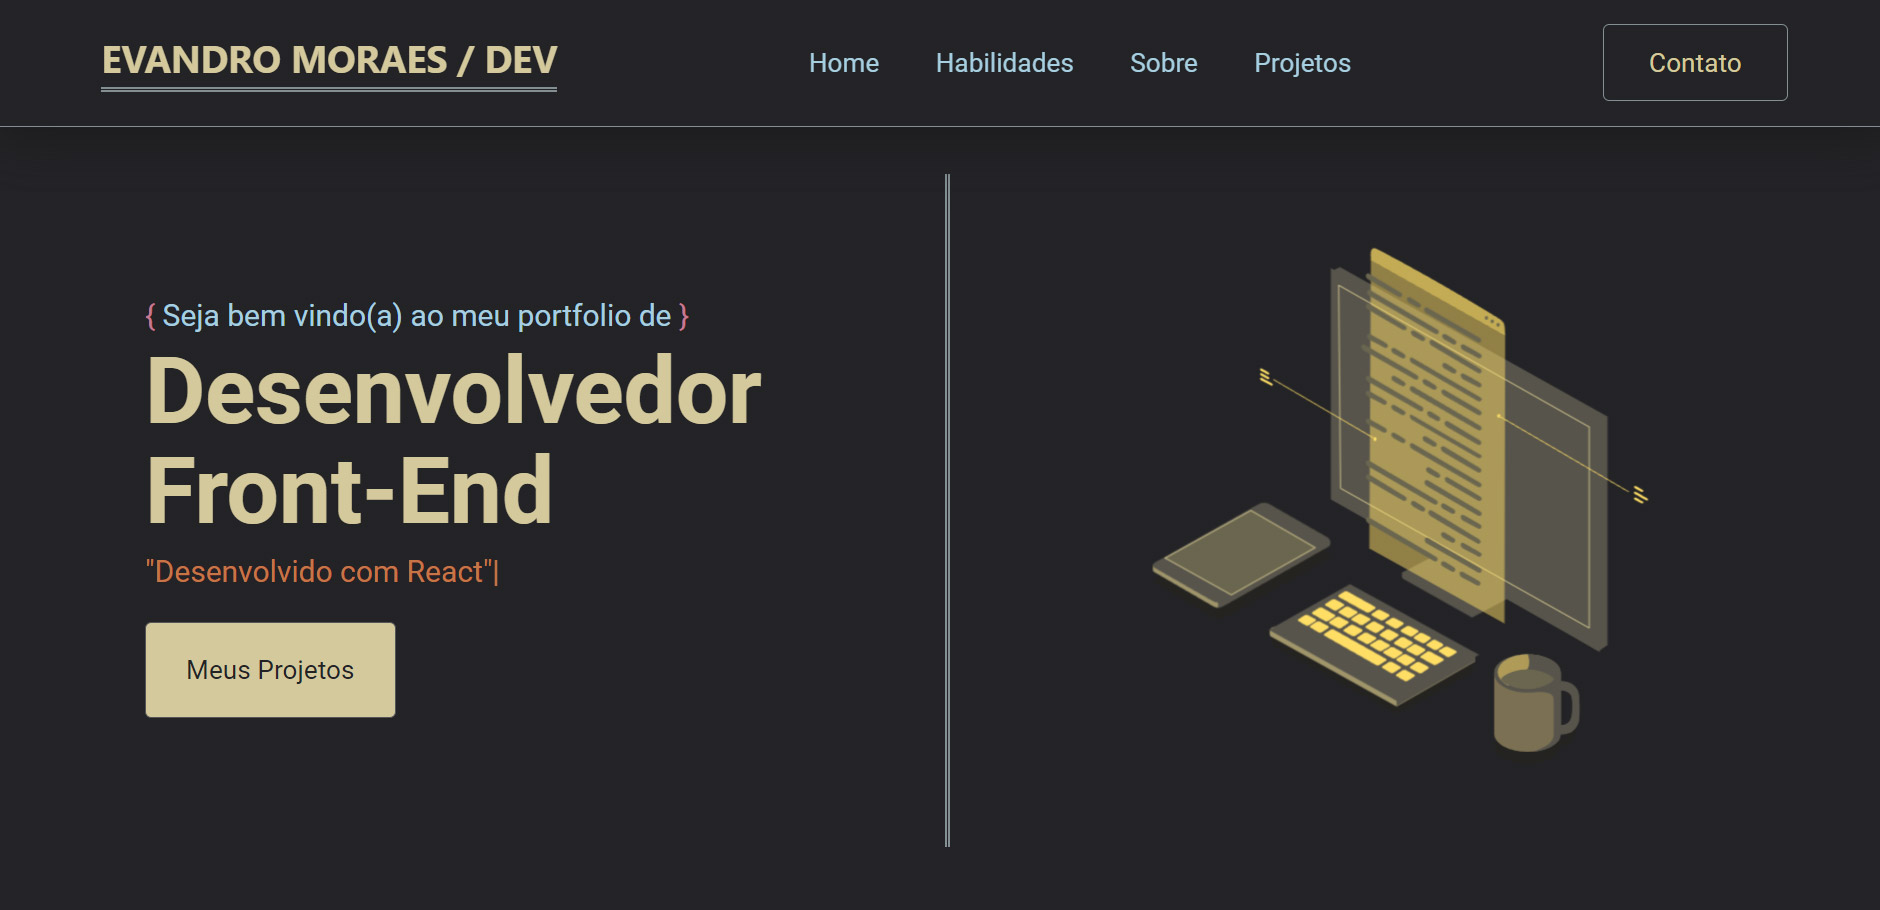 EVANDRO MORAES / DEV
Home Habilidades Sobre Projetos
Contato
{ Seja bem vindo(a) ao meu portfolio de }
Desenvolvedor
Front-End
"Desenvolvido com React"|
Meus Projetos